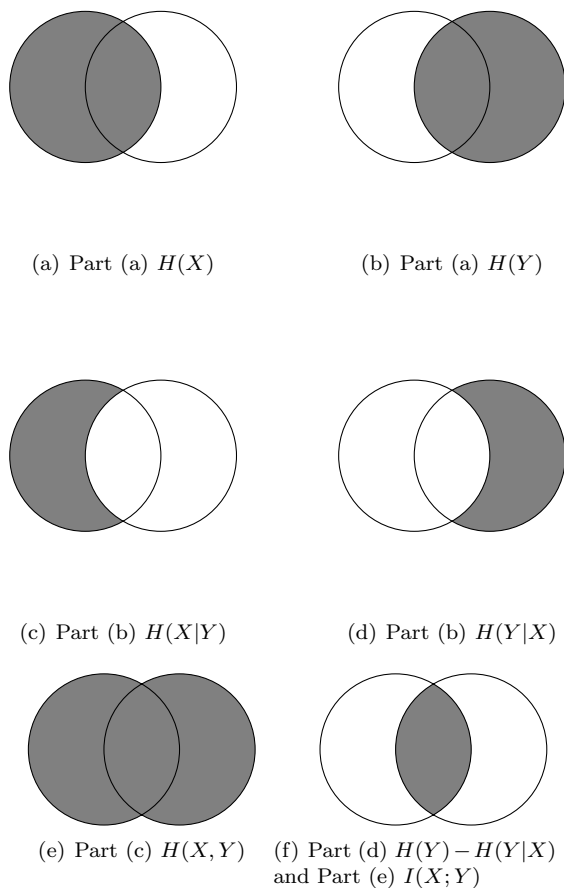 (a) Part (a) H(X)
(b) Part (a) H(Y)
(c) Part (b) H(X|Y)
(d) Part (b) H(Y|X)
(e) Part (c) H(X, Y)
(f) Part (d) H(Y) − H(Y|X)
and Part (e) I(X; Y)